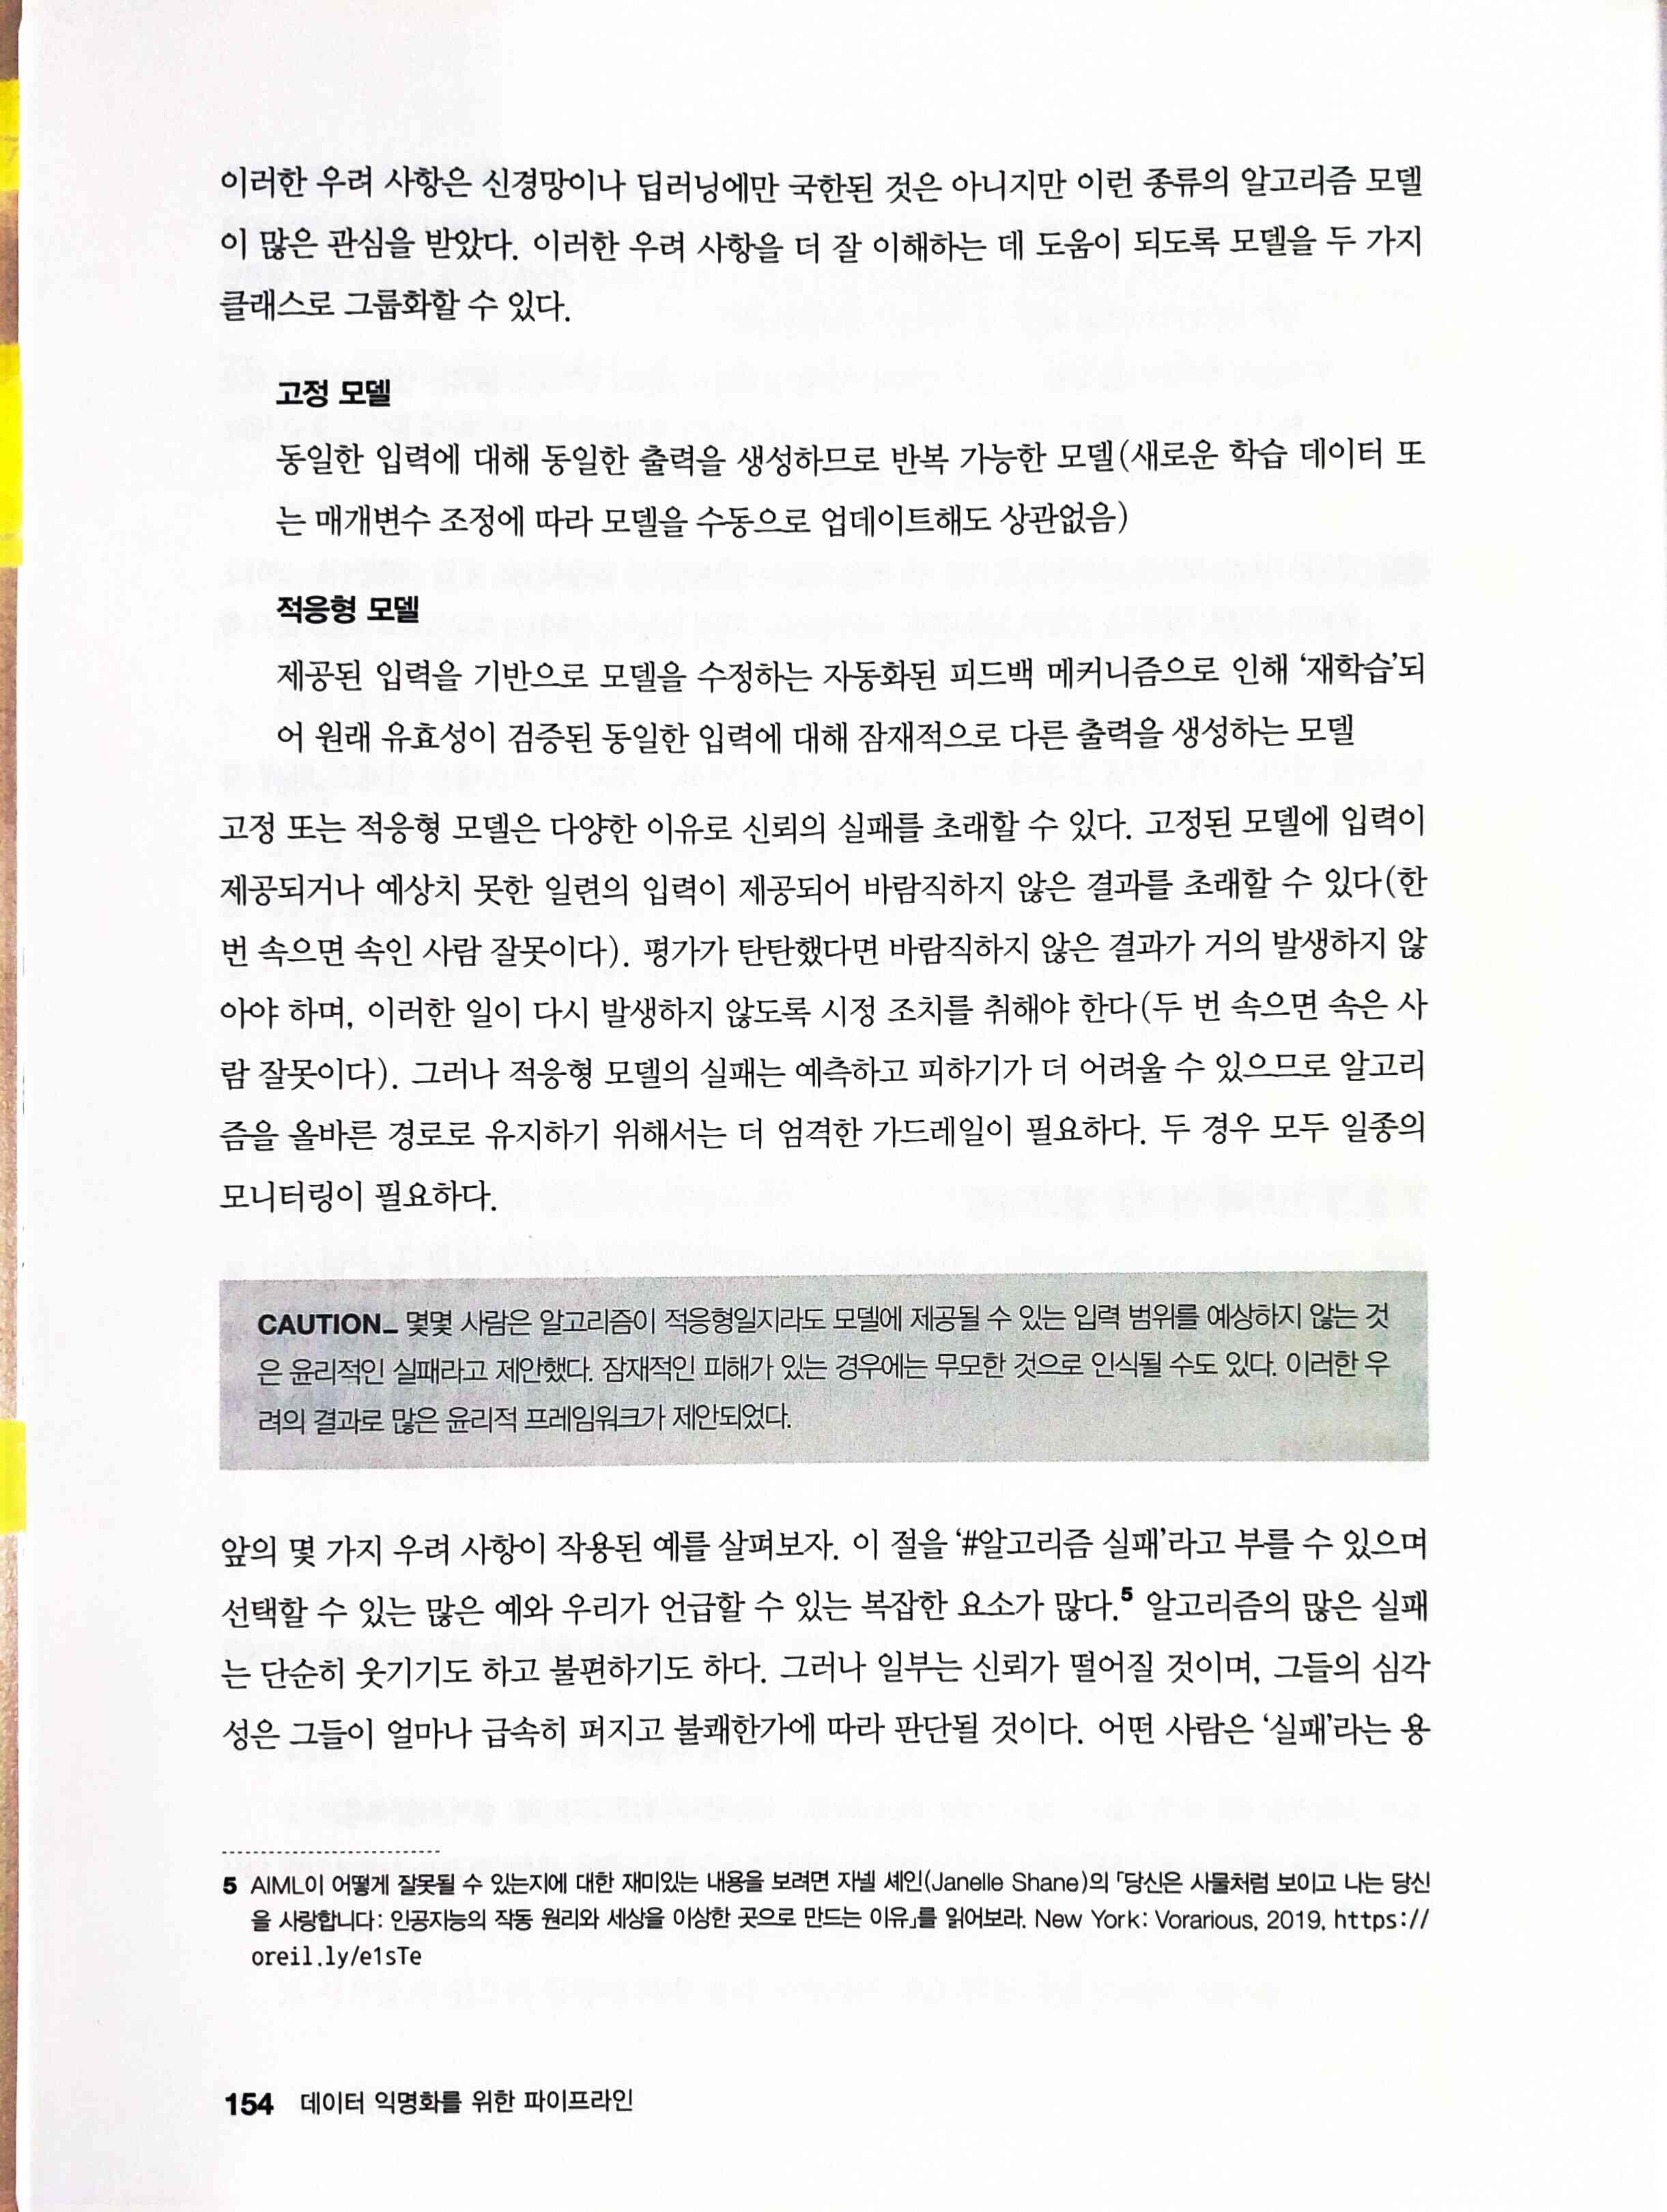 이러한 우려 사항은 신경망이나 딥러닝에만 국한된 것은 아니지만 이런 종류의 알고리즘 모델
이 많은 관심을 받았다. 이러한 우려 사항을 더 잘 이해하는 데 도움이 되도록 모델을 두 가지
클래스로 그룹화할 수 있다.
고정 모델
동일한 입력에 대해 동일한 출력을 생성하므로 반복 가능한 모델(새로운 학습 데이터 또
는 매개변수 조정에 따라 모델을 수동으로 업데이트해도 상관없음)
적응형 모델
제공된 입력을 기반으로 모델을 수정하는 자동화된 피드백 메커니즘으로 인해 ‘재학습’되
어 원래 유효성이 검증된 동일한 입력에 대해 잠재적으로 다른 출력을 생성하는 모델
고정 또는 적응형 모델은 다양한 이유로 신뢰의 실패를 초래할 수 있다. 고정된 모델에 입력이
제공되거나 예상치 못한 일련의 입력이 제공되어 바람직하지 않은 결과를 초래할 수 있다(한
번 속으면 속인 사람 잘못이다). 평가가 탄탄했다면 바람직하지 않은 결과가 거의 발생하지 않
아야 하며, 이러한 일이 다시 발생하지 않도록 시정 조치를 취해야 한다(두 번 속으면 속은 사
람 잘못이다). 그러나 적응형 모델의 실패는 예측하고 피하기가 더 어려울 수 있으므로 알고리
즘을 올바른 경로로 유지하기 위해서는 더 엄격한 가드레일이 필요하다. 두 경우 모두 일종의
모니터링이 필요하다.
CAUTION_ 몇몇 사람은 알고리즘이 적응형일지라도 모델에 제공될 수 있는 입력 범위를 예상하지 않는 것
은 윤리적인 실패라고 제안했다. 잠재적인 피해가 있는 경우에는 무모한 것으로 인식될 수도 있다. 이러한 우
려의 결과로 많은 윤리적 프레임워크가 제안되었다.
앞의 몇 가지 우려 사항이 작용된 예를 살펴보자. 이 절을 ‘#알고리즘 실패’라고 부를 수 있으며
선택할 수 있는 많은 예와 우리가 언급할 수 있는 복잡한 요소가 많다.5 알고리즘의 많은 실패
는 단순히 웃기기도 하고 불편하기도 하다. 그러나 일부는 신뢰가 떨어질 것이며, 그들의 심각
성은 그들이 얼마나 급속히 퍼지고 불쾌한가에 따라 판단될 것이다. 어떤 사람은 ‘실패’라는 용
5 AIML이 어떻게 잘못될 수 있는지에 대한 재미있는 내용을 보려면 자넬 셰인(Janelle Shane)의 「당신은 사물처럼 보이고 나는 당신
을 사랑합니다: 인공지능의 작동 원리와 세상을 이상한 곳으로 만드는 이유」를 읽어보라. New York: Vorarious, 2019, https://
oreil.ly/e1sTe
154 데이터 익명화를 위한 파이프라인